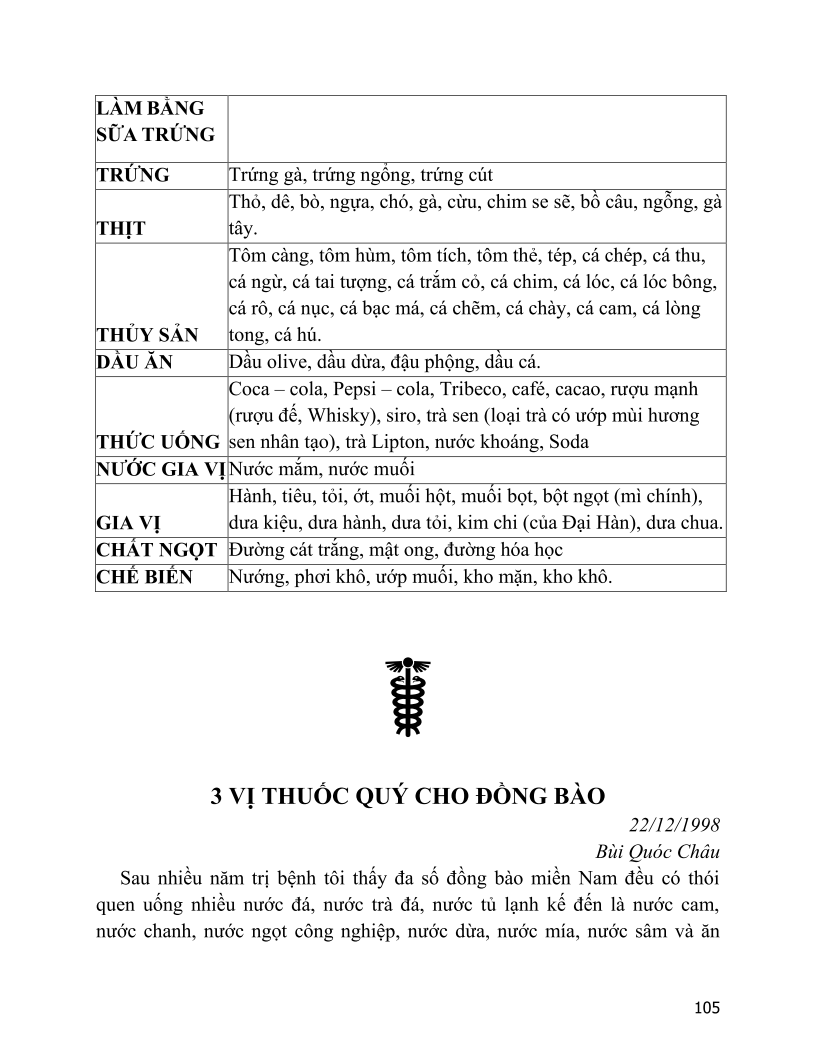 LÀM BẰNG
SỮA TRỨNG
TRỨNG Trứng gà, trứng ngổng, trứng cút
Thỏ, dê, bò, ngựa, chó, gà, cừu, chim se sẽ, bồ câu, ngỗng, gà
THỊT tây.
Tôm càng, tôm hùm, tôm tích, tôm thẻ, tép, cá chép, cá thu,
cá ngừ, cá tai tượng, cá trắm cỏ, cá chim, cá lóc, cá lóc bông,
cá rô, cá nục, cá bạc má, cá chẽm, cá chày, cá cam, cá lòng
THỦY SẢN tong, cá hú.
DẦU ĂN Dầu olive, dầu dừa, đậu phộng, dầu cá.
Coca – cola, Pepsi – cola, Tribeco, café, cacao, rượu mạnh
(rượu đế, Whisky), siro, trà sen (loại trà có ướp mùi hương
THỨC UỐNG sen nhân tạo), trà Lipton, nước khoáng, Soda
NƯỚC GIA VỊ Nước mắm, nước muối
Hành, tiêu, tỏi, ớt, muối hột, muối bọt, bột ngọt (mì chính),
GIA VỊ dưa kiệu, dưa hành, dưa tỏi, kim chi (của Đại Hàn), dưa chua.
CHẤT NGỌT Đường cát trắng, mật ong, đường hóa học
CHẾ BIẾN Nướng, phơi khô, ướp muối, kho mặn, kho khô.
3 VỊ THUỐC QUÝ CHO ĐỒNG BÀO
22/12/1998
Bùi Quóc Châu
Sau nhiều năm trị bệnh tôi thấy đa số đồng bào miền Nam đều có thói
quen uống nhiều nước đá, nước trà đá, nước tủ lạnh kế đến là nước cam,
nước chanh, nước ngọt công nghiệp, nước dừa, nước mía, nước sâm và ăn
105